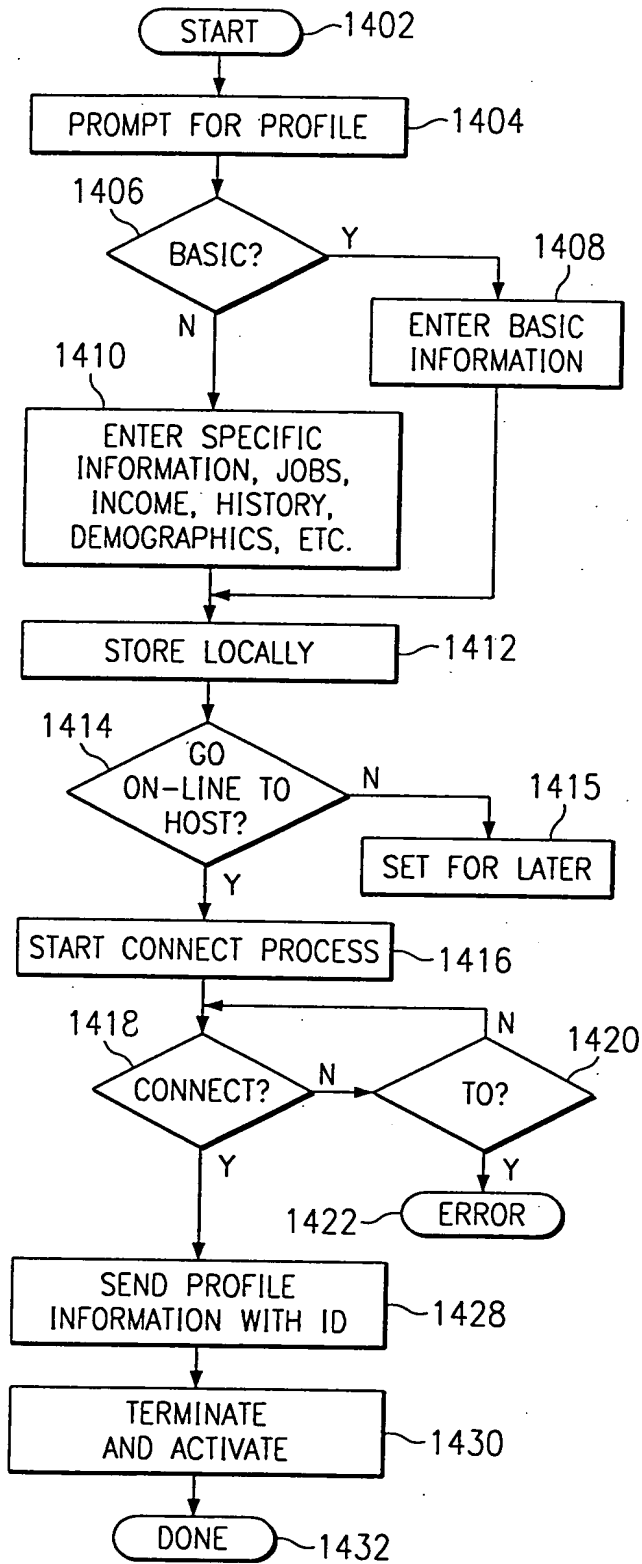 START
1402
PROMPT FOR PROFILE
1404
1406
BASIC?
Y
N
1408
ENTER BASIC
INFORMATION
1410
ENTER SPECIFIC
INFORMATION, JOBS,
INCOME, HISTORY,
DEMOGRAPHICS, ETC.
STORE LOCALLY
1412
1414
GO
ON-LINE TO
HOST?
N
Y
1415
SET FOR LATER
START CONNECT PROCESS
1416
1418
CONNECT?
N
Y
N
1420
TO?
Y
1422
ERROR
SEND PROFILE
INFORMATION WITH ID
1428
TERMINATE
AND ACTIVATE
1430
DONE
1432